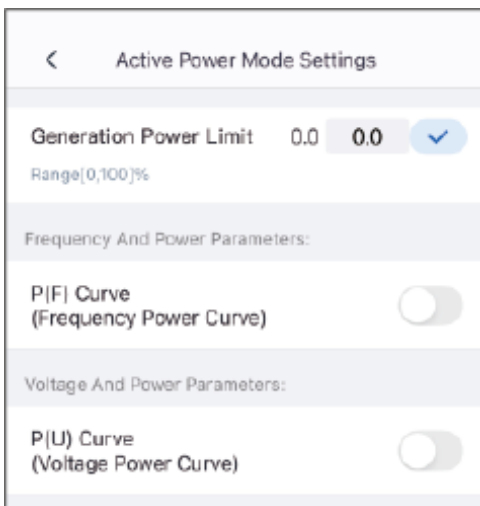 Active Power Mode Settings
Generation Power Limit 0.0 0.0
Range[0,100]%
Frequency And Power Parameters:
P(F) Curve
(Frequency Power Curve)
Voltage And Power Parameters:
P(U) Curve
(Voltage Power Curve)